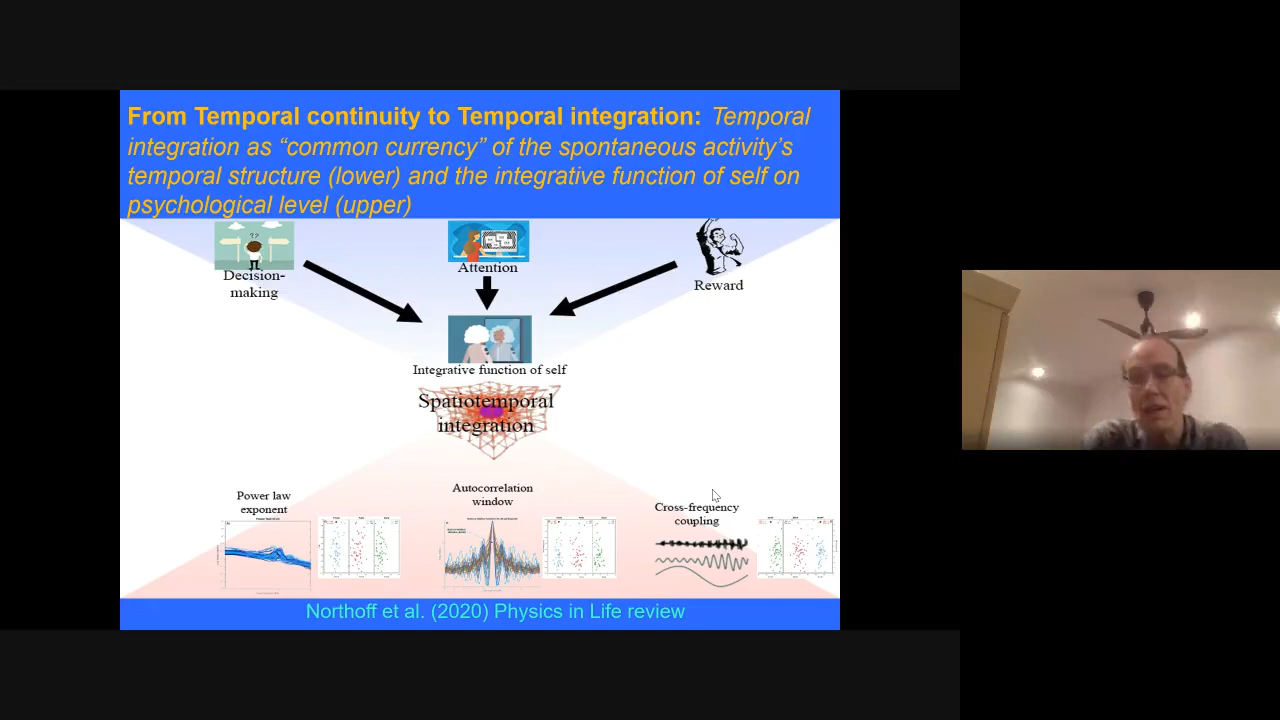 From Temporal continuity to Temporal integration: Temporal
integration as “common currency” of the spontaneous activity’s
temporal structure (lower) and the integrative function of self on
psychological level (upper)
??
Decision-
making
Attention
Reward
Integrative function of self
Spatiotemporal
integration
Power law
exponent
Autocorrelation
window
Cross-frequency
coupling
Northoff et al. (2020) Physics in Life review